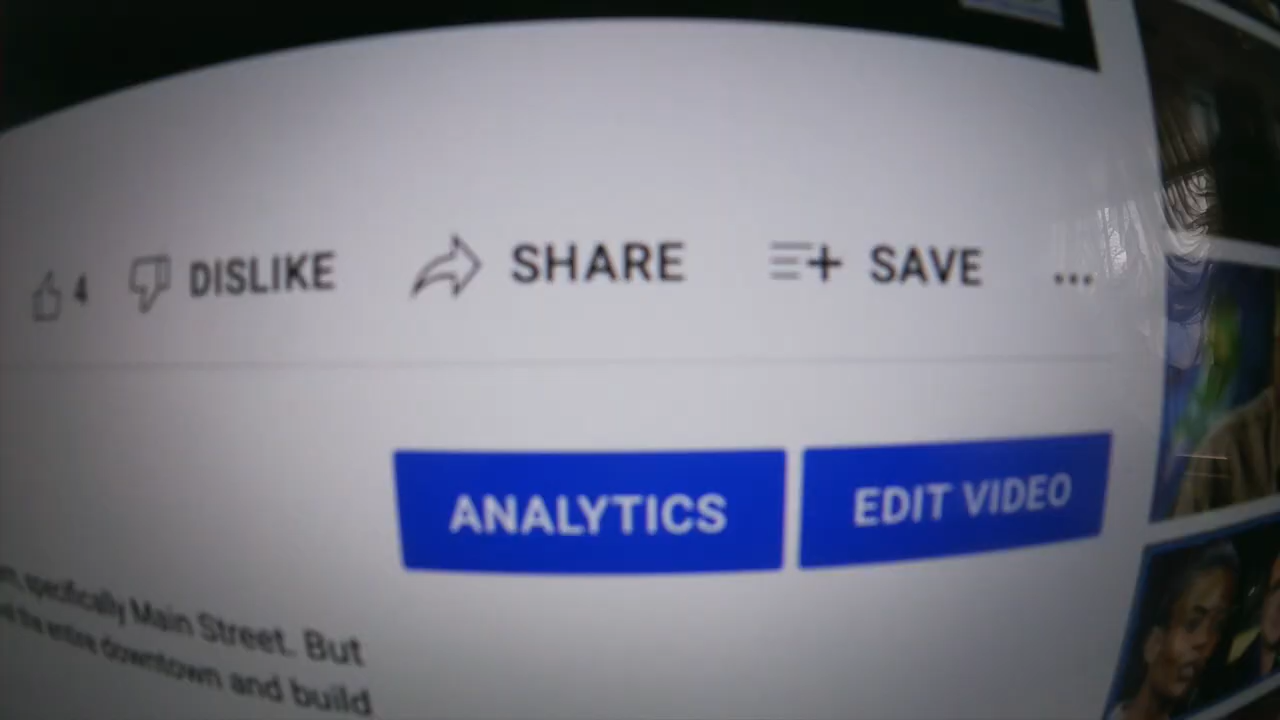 4 DISLIKE SHARE SAVE ...
ANALYTICS EDIT VIDEO
specifically Main Street. But
the entire downtown and build